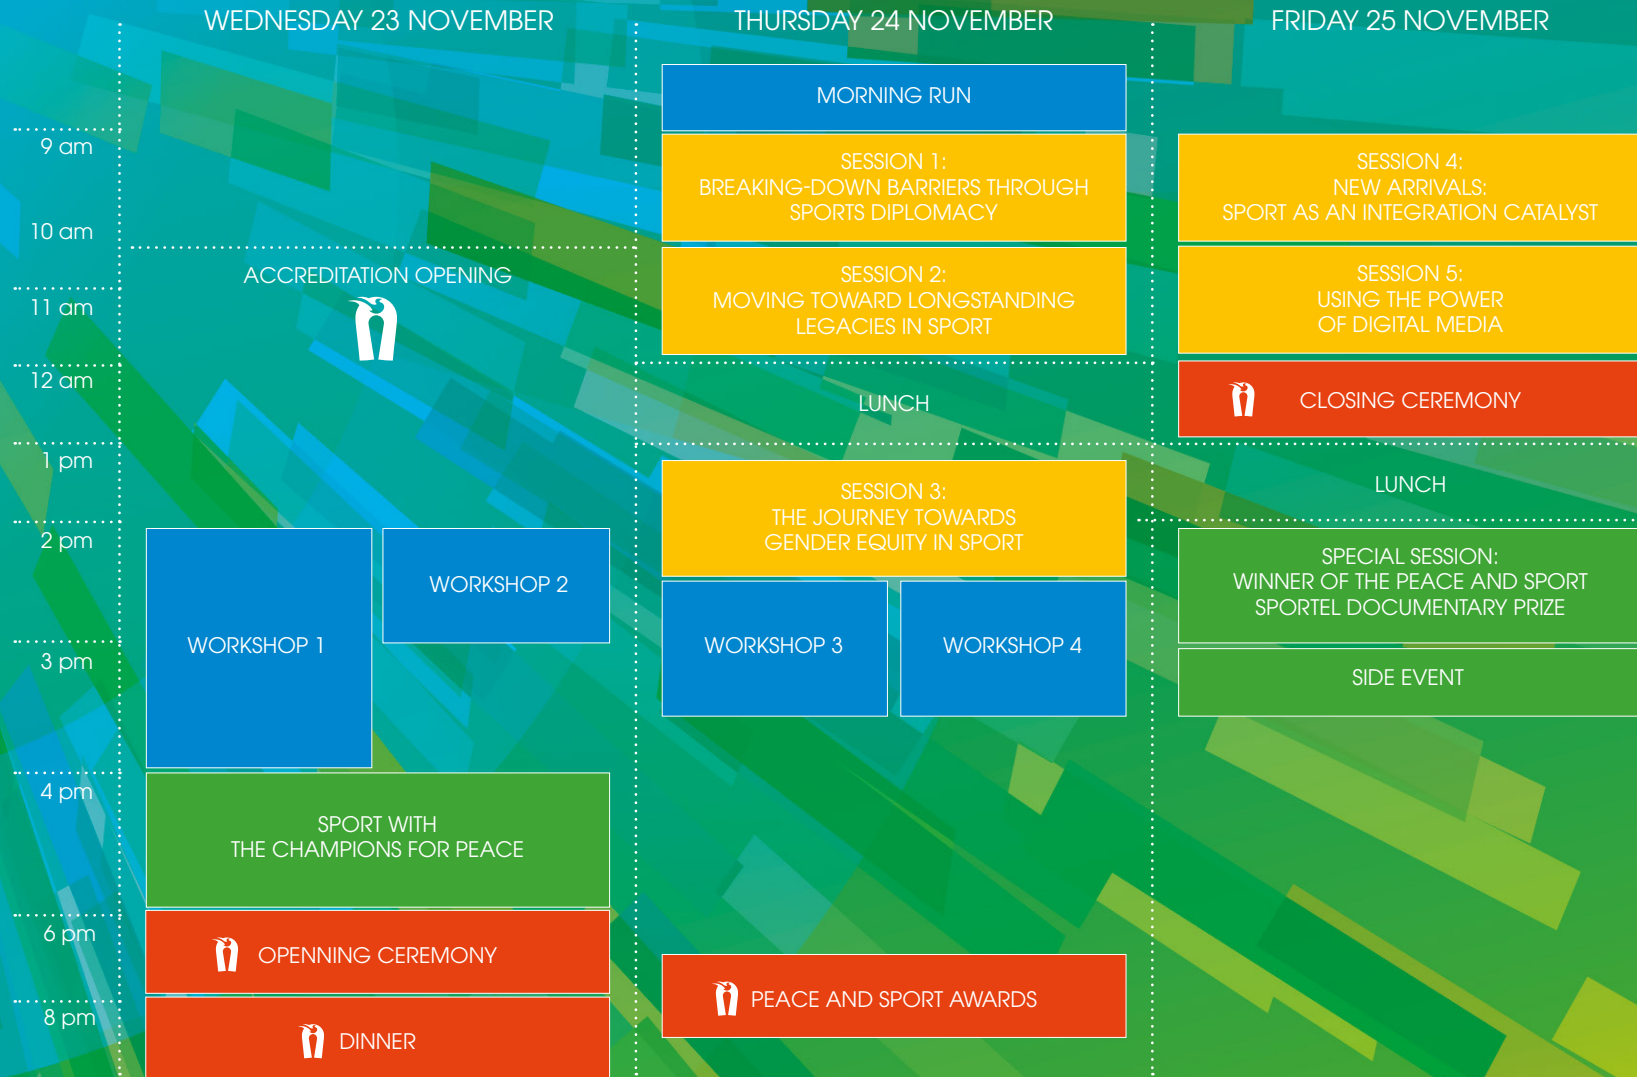 WEDNESDAY 23 NOVEMBER
THURSDAY 24 NOVEMBER
FRIDAY 25 NOVEMBER
9 am
10 am
11 am
12 am
1 pm
2 pm
3 pm
4 pm
6 pm
8 pm
ACCREDITATION OPENING
WORKSHOP 1
WORKSHOP 2
SPORT WITH
THE CHAMPIONS FOR PEACE
OPENNING CEREMONY
DINNER
MORNING RUN
SESSION 1:
BREAKING-DOWN BARRIERS THROUGH
SPORTS DIPLOMACY
SESSION 2:
MOVING TOWARD LONGSTANDING
LEGACIES IN SPORT
LUNCH
SESSION 3:
THE JOURNEY TOWARDS
GENDER EQUITY IN SPORT
WORKSHOP 3
WORKSHOP 4
PEACE AND SPORT AWARDS
SESSION 4:
NEW ARRIVALS:
SPORT AS AN INTEGRATION CATALYST
SESSION 5:
USING THE POWER
OF DIGITAL MEDIA
CLOSING CEREMONY
LUNCH
SPECIAL SESSION:
WINNER OF THE PEACE AND SPORT
SPORTEL DOCUMENTARY PRIZE
SIDE EVENT